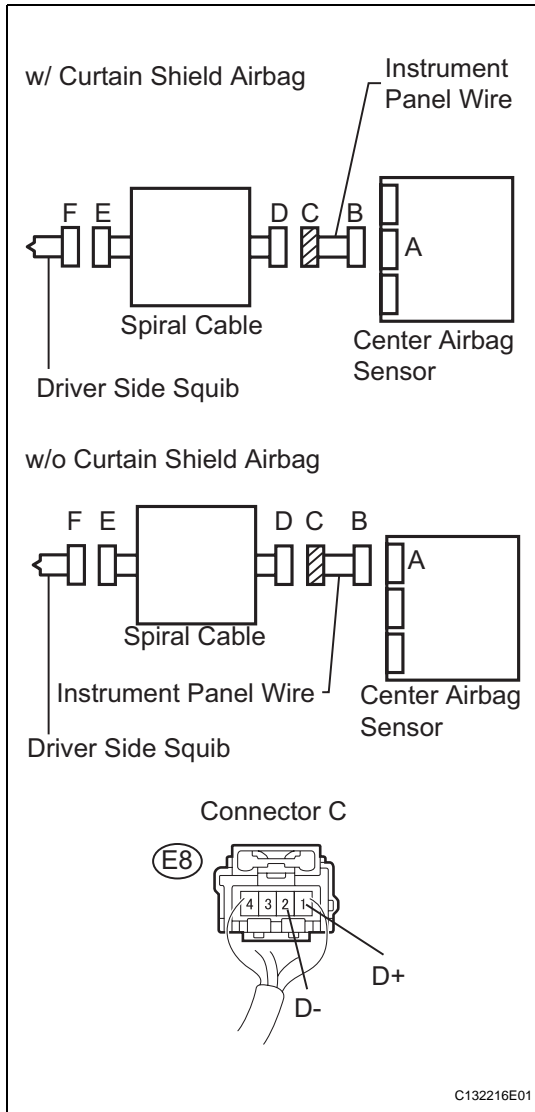 w/ Curtain Shield Airbag
Instrument
Panel Wire
F E D C B A
Spiral Cable
Center Airbag
Sensor
Driver Side Squib
w/o Curtain Shield Airbag
F E D C B A
Spiral Cable
Instrument Panel Wire
Center Airbag
Sensor
Driver Side Squib
Connector C
E8
4 3 2 1
D+
D-
C132216E01